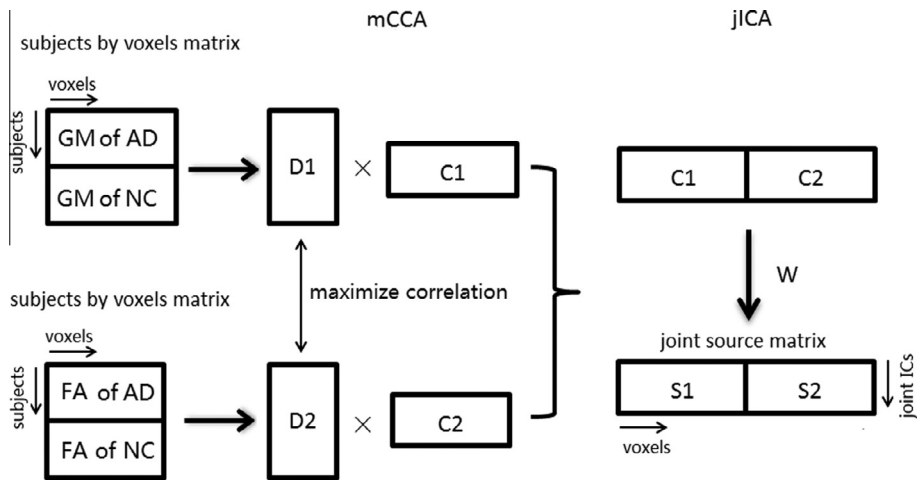 mCCA
jICA
subjects by voxels matrix
voxels
subjects
GM of AD
GM of NC
D1
×
C1
C1
C2
maximize correlation
W
subjects by voxels matrix
voxels
subjects
FA of AD
FA of NC
D2
×
C2
joint source matrix
S1
S2
joint ICs
voxels